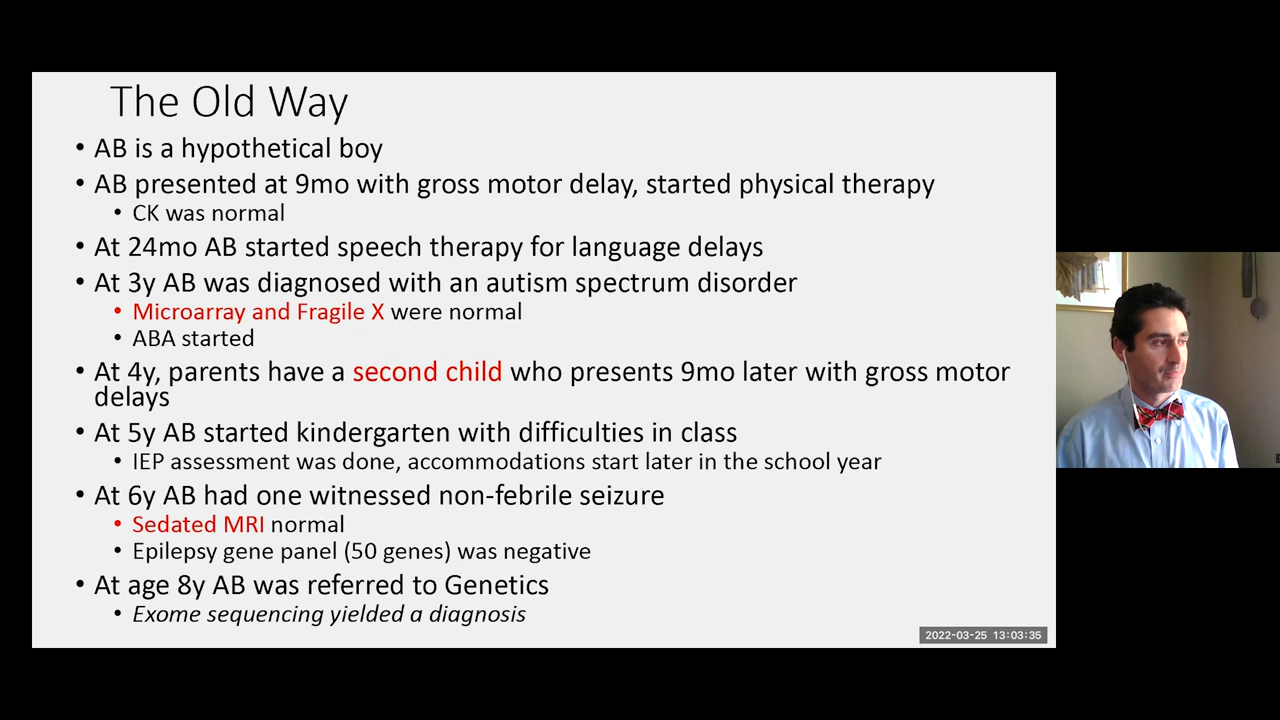 The Old Way
• AB is a hypothetical boy
• AB presented at 9mo with gross motor delay, started physical therapy
• CK was normal
• At 24mo AB started speech therapy for language delays
• At 3y AB was diagnosed with an autism spectrum disorder
• Microarray and Fragile X were normal
• ABA started
• At 4y, parents have a second child who presents 9mo later with gross motor
delays
• At 5y AB started kindergarten with difficulties in class
• IEP assessment was done, accommodations start later in the school year
• At 6y AB had one witnessed non-febrile seizure
• Sedated MRI normal
• Epilepsy gene panel (50 genes) was negative
• At age 8y AB was referred to Genetics
• Exome sequencing yielded a diagnosis
2022-03-25 13:03:35